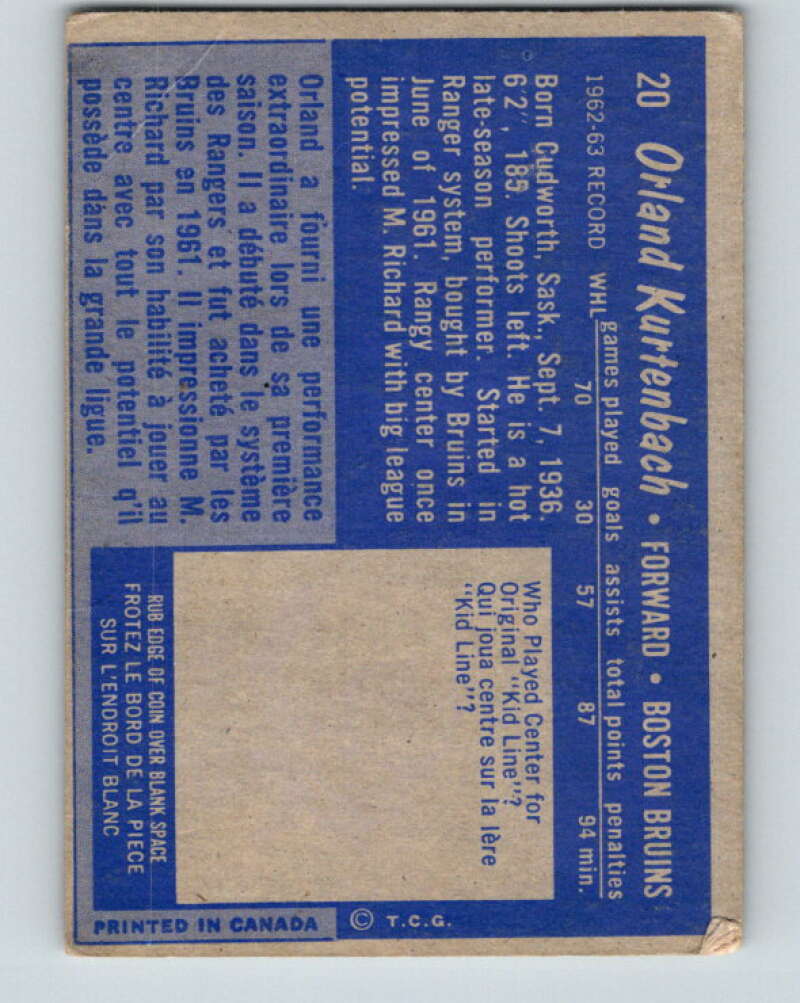 20 Orland Kurtenbach • FORWARD • BOSTON BRUINS
games played goals assists total points penalties
1962-63 RECORD WHL 70 30 57 87 94 min.
Born Cudworth, Sask., Sept. 7, 1936.
6'2", 185. Shoots left. He is a hot
late-season performer. Started in
Ranger system, bought by Bruins in
June of 1961. Rangy center once
impressed M. Richard with big league
potential.
Orland a fourni une performance
extraordinaire lors de sa première
saison. Il a débuté dans le système
des Rangers et fut acheté par les
Bruins en 1961. Il impressionne M.
Richard par son habilité à jouer au
centre avec tout le potentiel qu'il
possède dans la grande ligue.
Who Played Center for
Original "Kid Line"?
Qui joua centre sur la lère
"Kid Line"?
RUB EDGE OF COIN OVER BLANK SPACE
FROTEZ LE BORD DE LA PIECE
SUR L'ENDROIT BLANC
© T.C.G.
PRINTED IN CANADA